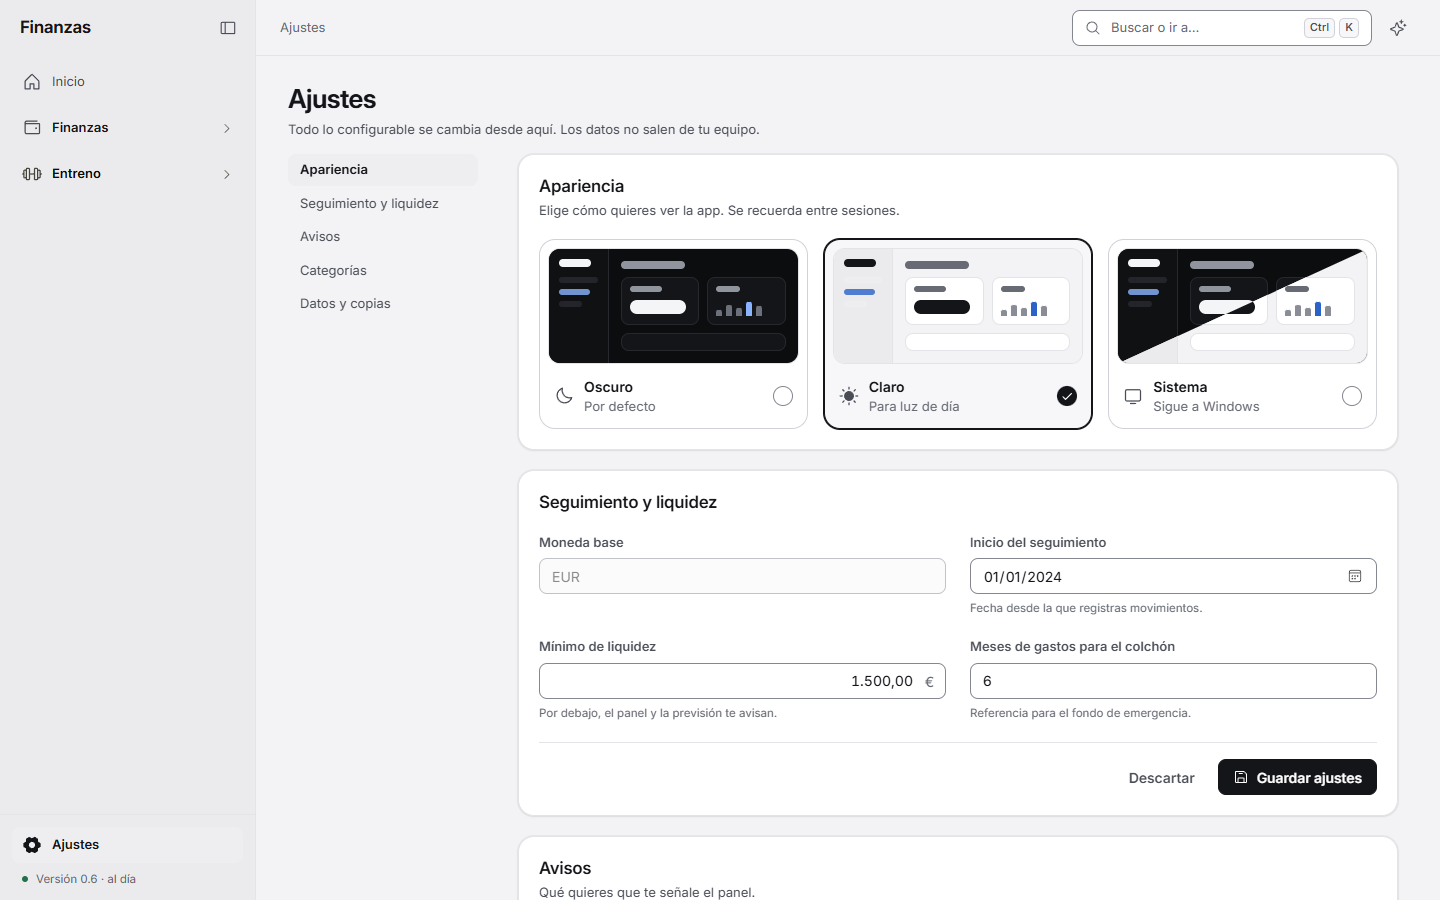 Finanzas
Inicio
Finanzas
Entreno
Ajustes
Versión 0.6 · al día
Ajustes
Buscar o ir a...
Ctrl K
Ajustes
Todo lo configurable se cambia desde aquí. Los datos no salen de tu equipo.
Apariencia
Seguimiento y liquidez
Avisos
Categorías
Datos y copias
Apariencia
Elige cómo quieres ver la app. Se recuerda entre sesiones.
Oscuro
Por defecto
Claro
Para luz de día
Sistema
Sigue a Windows
Seguimiento y liquidez
Moneda base
EUR
Inicio del seguimiento
01/01/2024
Fecha desde la que registras movimientos.
Mínimo de liquidez
1.500,00 €
Por debajo, el panel y la previsión te avisan.
Meses de gastos para el colchón
6
Referencia para el fondo de emergencia.
Descartar
Guardar ajustes
Avisos
Qué quieres que te señale el panel.